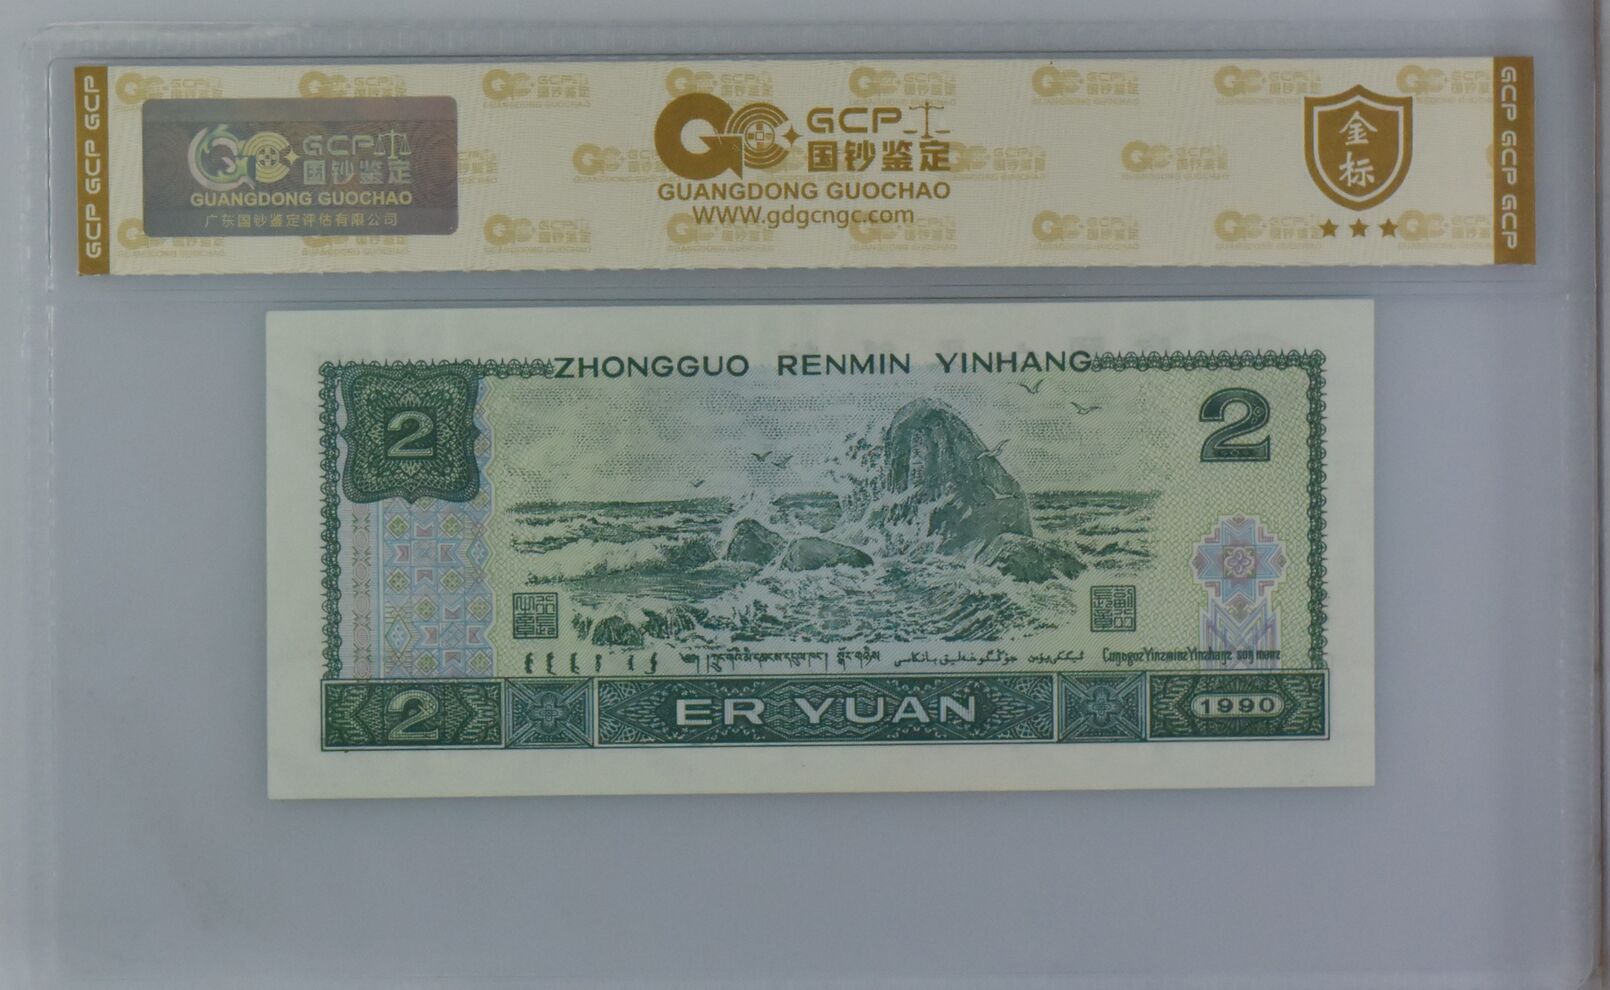 GCP GCP GCP
GCP
国钞鉴定
GUANGDONG GUOCHAO
广东国钞鉴定评估有限公司
GCP
国钞鉴定
GUANGDONG GUOCHAO
WWW.gdgcngc.com
金标
GCP GCP GCP
ZHONGGUO RENMIN YINHANG
2
2
2
ER YUAN
1990